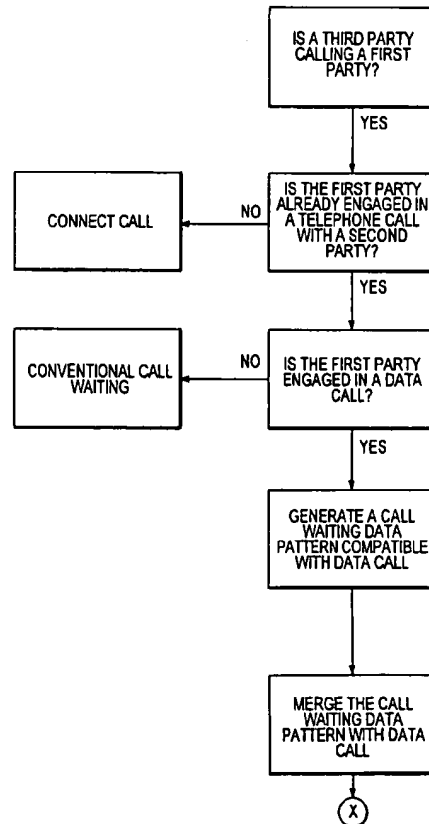 IS A THIRD PARTY
CALLING A FIRST
PARTY?
YES
IS THE FIRST PARTY
ALREADY ENGAGED IN
A TELEPHONE CALL
WITH A SECOND
PARTY?
NO
CONNECT CALL
YES
IS THE FIRST PARTY
ENGAGED IN A DATA
CALL?
NO
CONVENTIONAL CALL
WAITING
YES
GENERATE A CALL
WAITING DATA
PATTERN COMPATIBLE
WITH DATA CALL
MERGE THE CALL
WAITING DATA
PATTERN WITH DATA
CALL
X